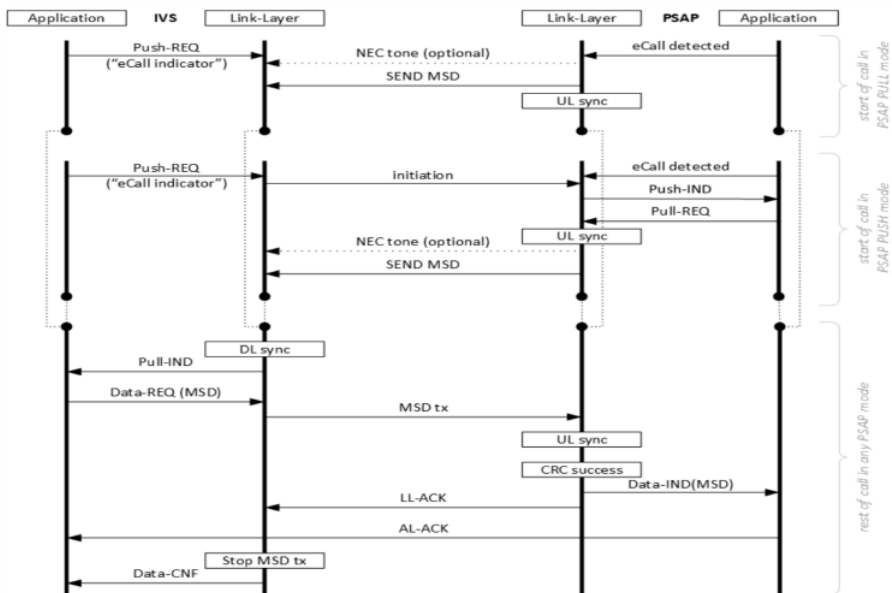 Application IVS Link-Layer Link-Layer PSAP Application
Push-REQ
("eCall indicator")
NEC tone (optional)
eCall detected
SEND MSD
UL sync
start of call in
PSAP PULL mode
Push-REQ
("eCall indicator")
initiation
eCall detected
Push-IND
Pull-REQ
UL sync
NEC tone (optional)
SEND MSD
start of call in
PSAP PUSH mode
DL sync
Pull-IND
Data-REQ (MSD)
MSD tx
UL sync
CRC success
Data-IND(MSD)
LL-ACK
AL-ACK
Stop MSD tx
Data-CNF
rest of call in any PSAP mode